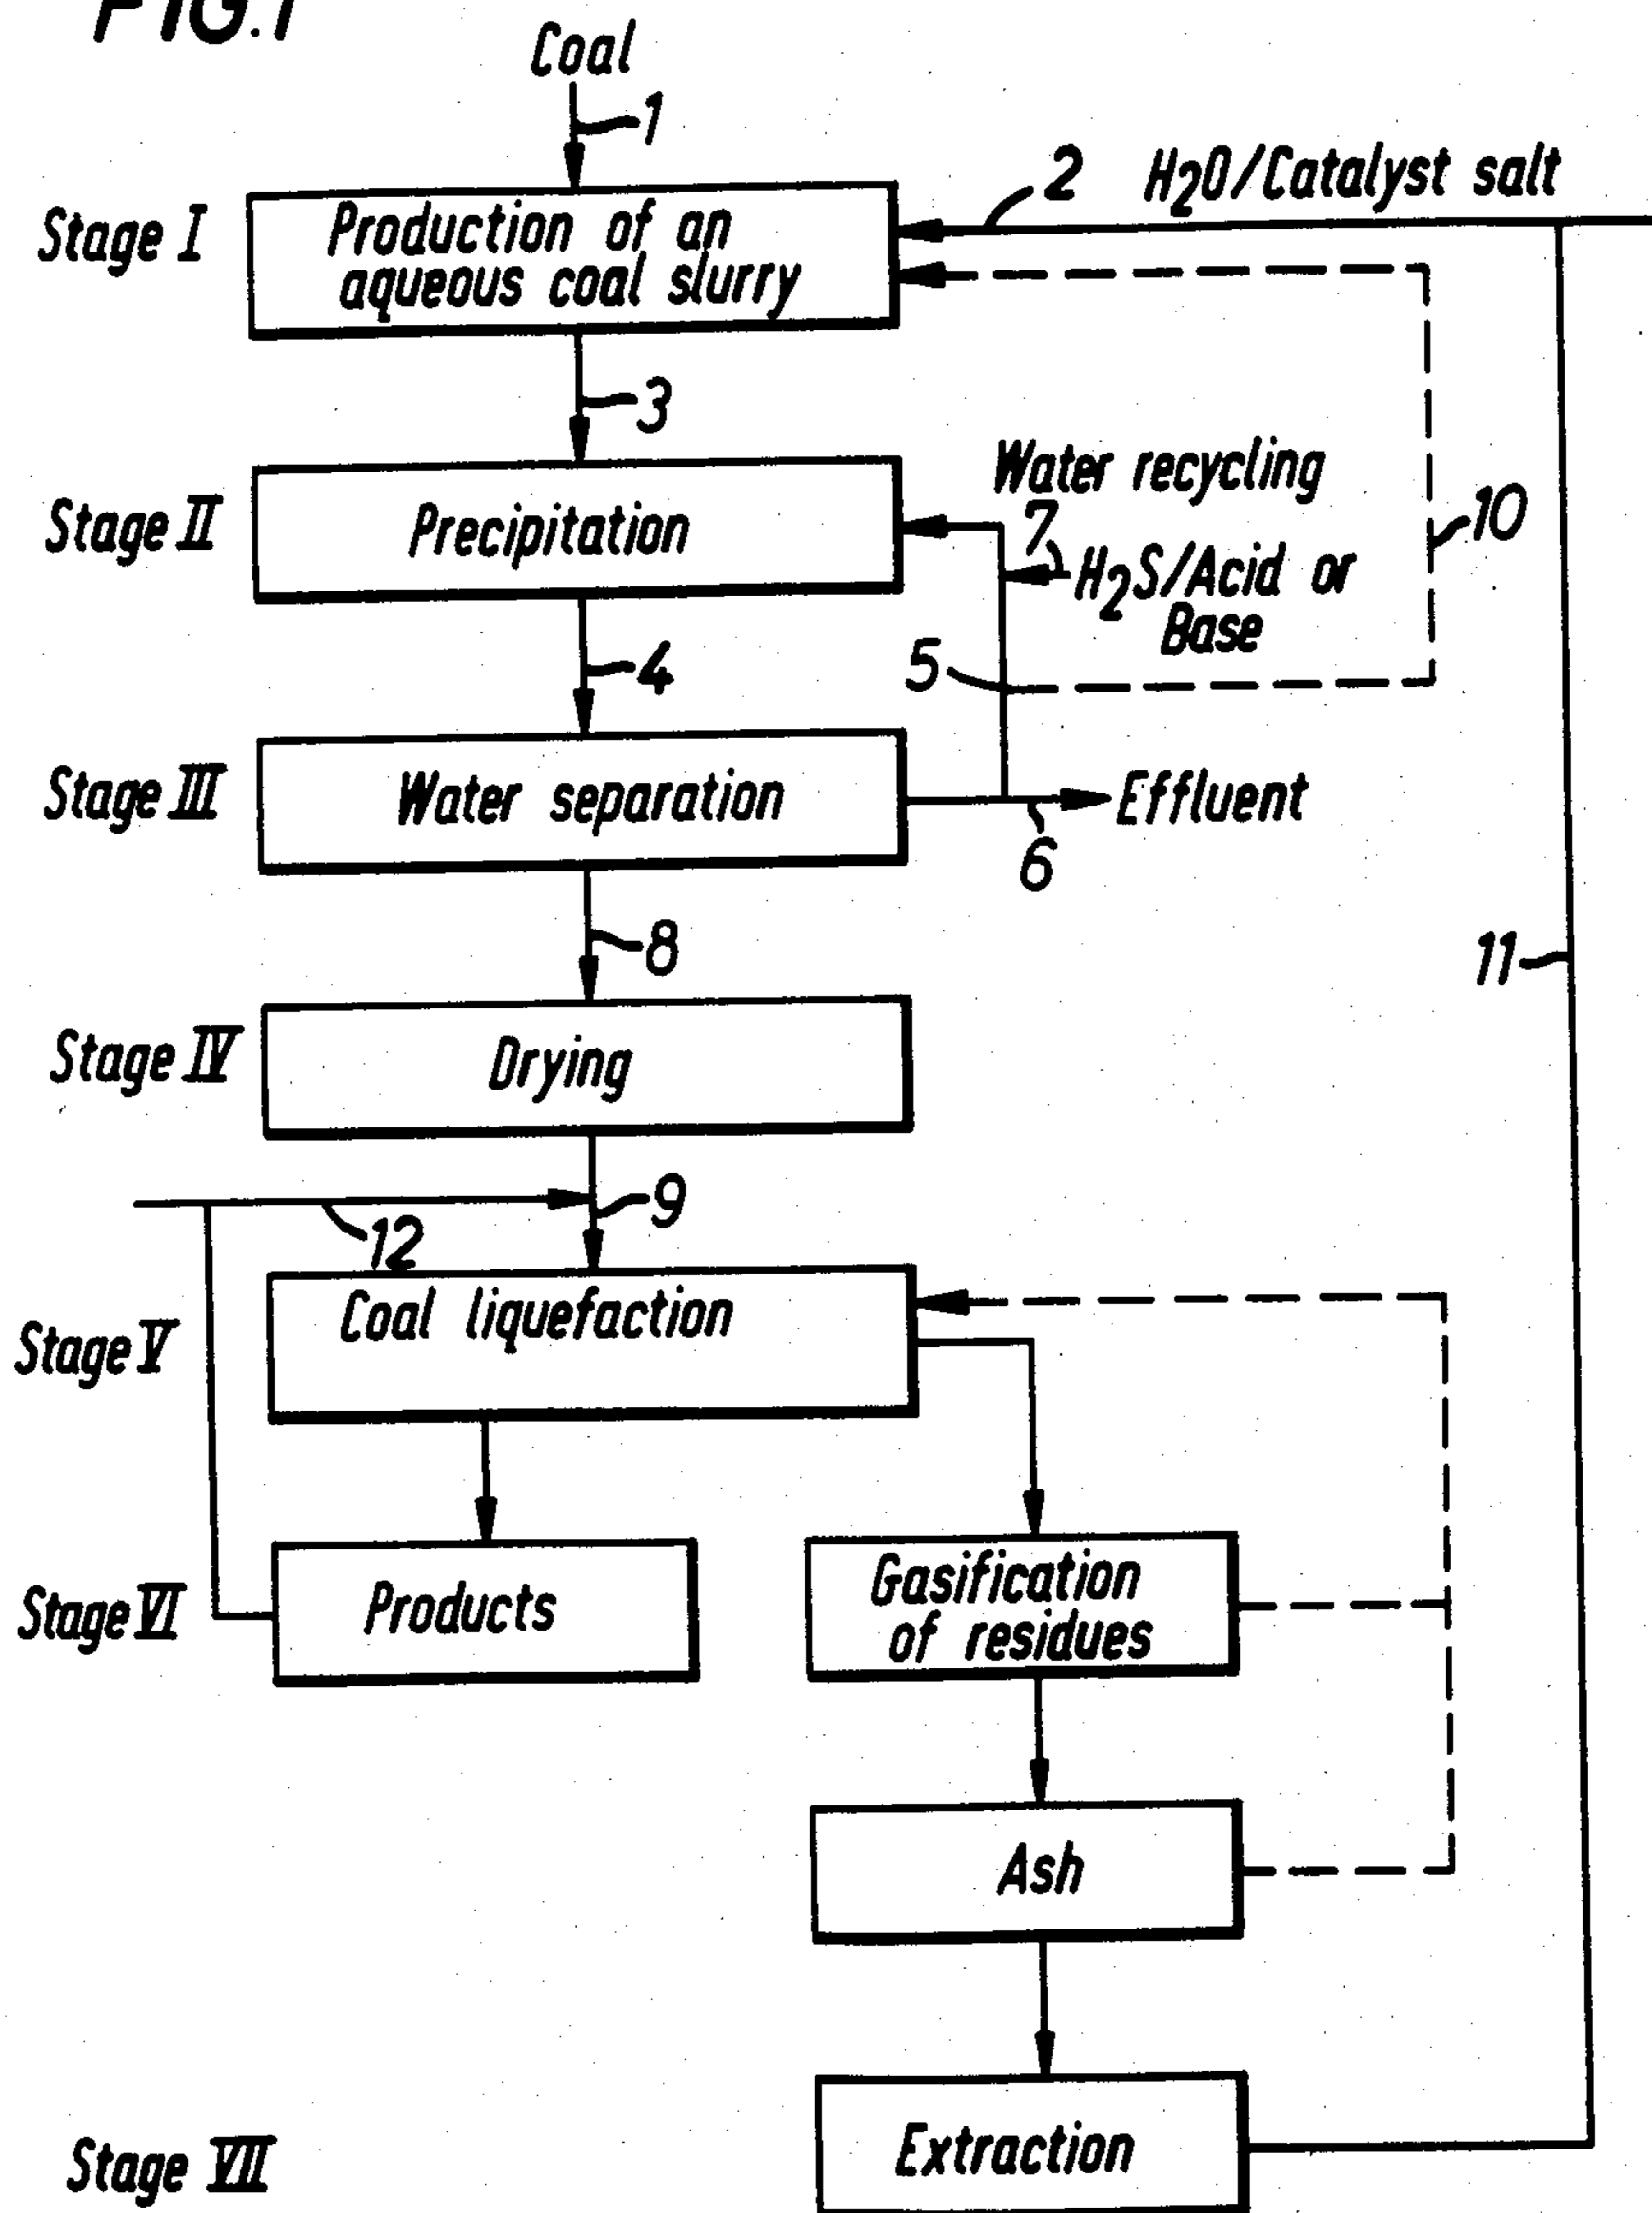 FIG.1
Coal
1
2 H2O/Catalyst salt
Stage I
Production of an
aqueous coal slurry
3
Water recycling
Stage II
Precipitation
7
10
H2S/Acid or
Base
4
5
Stage III
Water separation
Effluent
6
8
11
Stage IV
Drying
9
12
Coal liquefaction
Stage V
Gasification
of residues
Stage VI
Products
Ash
Extraction
Stage VII